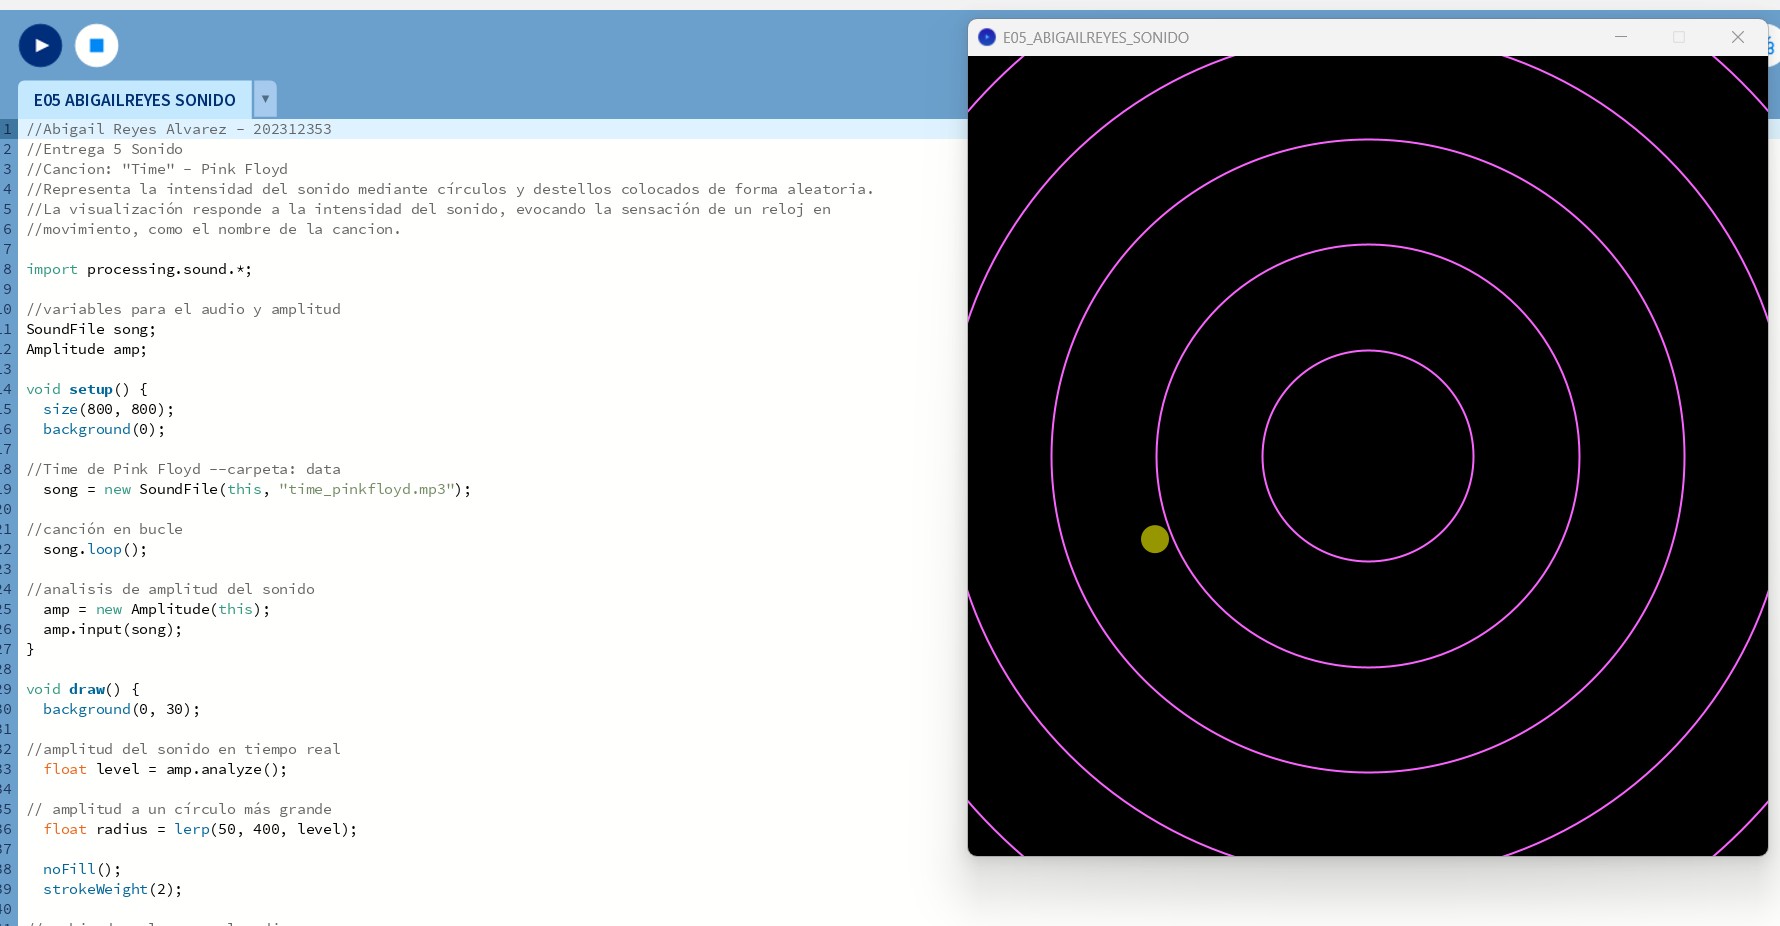 E05_ABIGAILREYES_SONIDO
E05 ABIGAILREYES SONIDO ▼
1 //Abigail Reyes Alvarez - 202312353
2 //Entrega 5 Sonido
3 //Cancion: "Time" - Pink Floyd
4 //Representa la intensidad del sonido mediante círculos y destellos colocados de forma aleatoria.
5 //La visualización responde a la intensidad del sonido, evocando la sensación de un reloj en
6 //movimiento, como el nombre de la cancion.
7
8 import processing.sound.*;
9
10 //variables para el audio y amplitud
11 SoundFile song;
12 Amplitude amp;
13
14 void setup() {
15 size(800, 800);
16 background(0);
17
18 //Time de Pink Floyd --carpeta: data
19 song = new SoundFile(this, "time_pinkfloyd.mp3");
20
21 //canción en bucle
22 song.loop();
23
24 //analisis de amplitud del sonido
25 amp = new Amplitude(this);
26 amp.input(song);
27 }
28
29 void draw() {
30 background(0, 30);
31
32 //amplitud del sonido en tiempo real
33 float level = amp.analyze();
34
35 // amplitud a un círculo más grande
36 float radius = lerp(50, 400, level);
37
38 noFill();
39 strokeWeight(2);
40